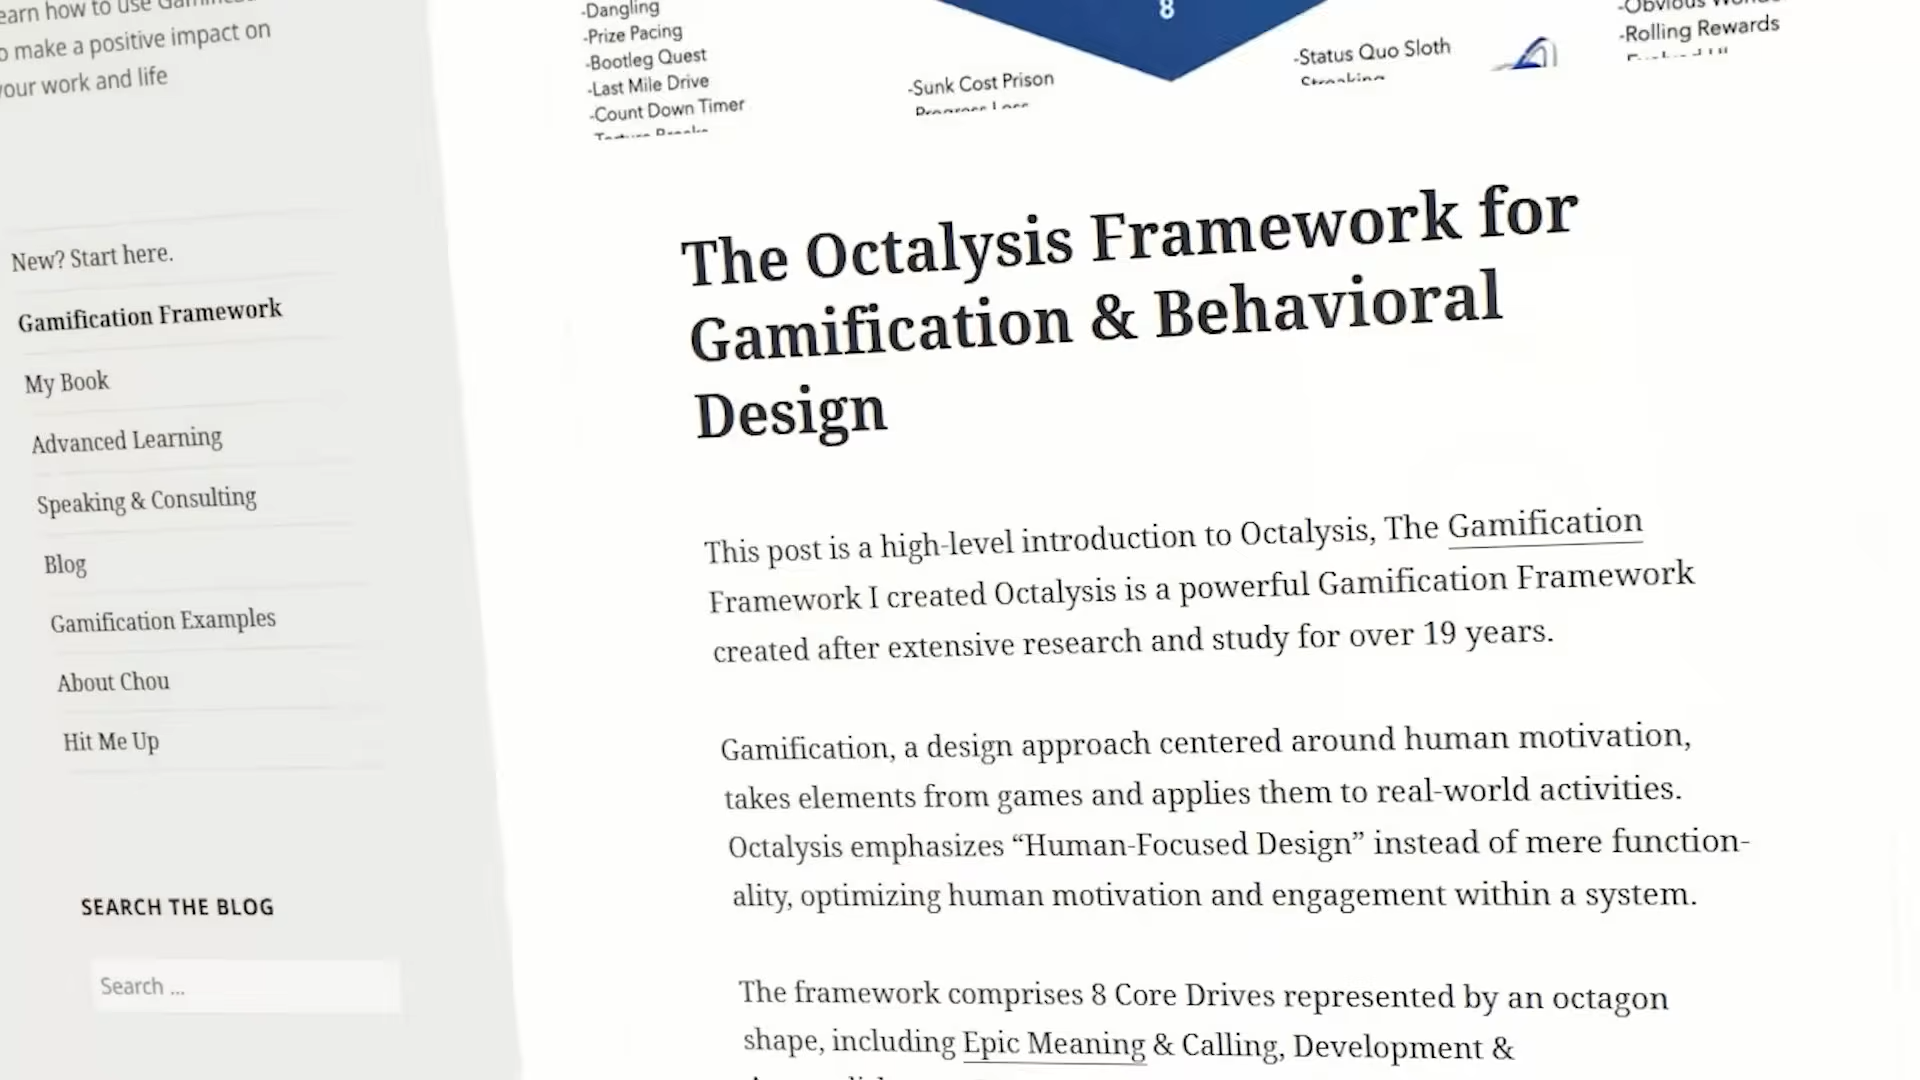 to make a positive impact on
your work and life
New? Start here.
Gamification Framework
My Book
Advanced Learning
Speaking & Consulting
Blog
Gamification Examples
About Chou
Hit Me Up
SEARCH THE BLOG
Search ...
-Dangling
-Prize Pacing
-Bootleg Quest
-Last Mile Drive
-Count Down Timer
-Sunk Cost Prison
8
-Status Quo Sloth
-Rolling Rewards
The Octalysis Framework for
Gamification & Behavioral
Design
This post is a high-level introduction to Octalysis, The Gamification
Framework I created Octalysis is a powerful Gamification Framework
created after extensive research and study for over 19 years.
Gamification, a design approach centered around human motivation,
takes elements from games and applies them to real-world activities.
Octalysis emphasizes “Human-Focused Design” instead of mere function-
ality, optimizing human motivation and engagement within a system.
The framework comprises 8 Core Drives represented by an octagon
shape, including Epic Meaning & Calling, Development &